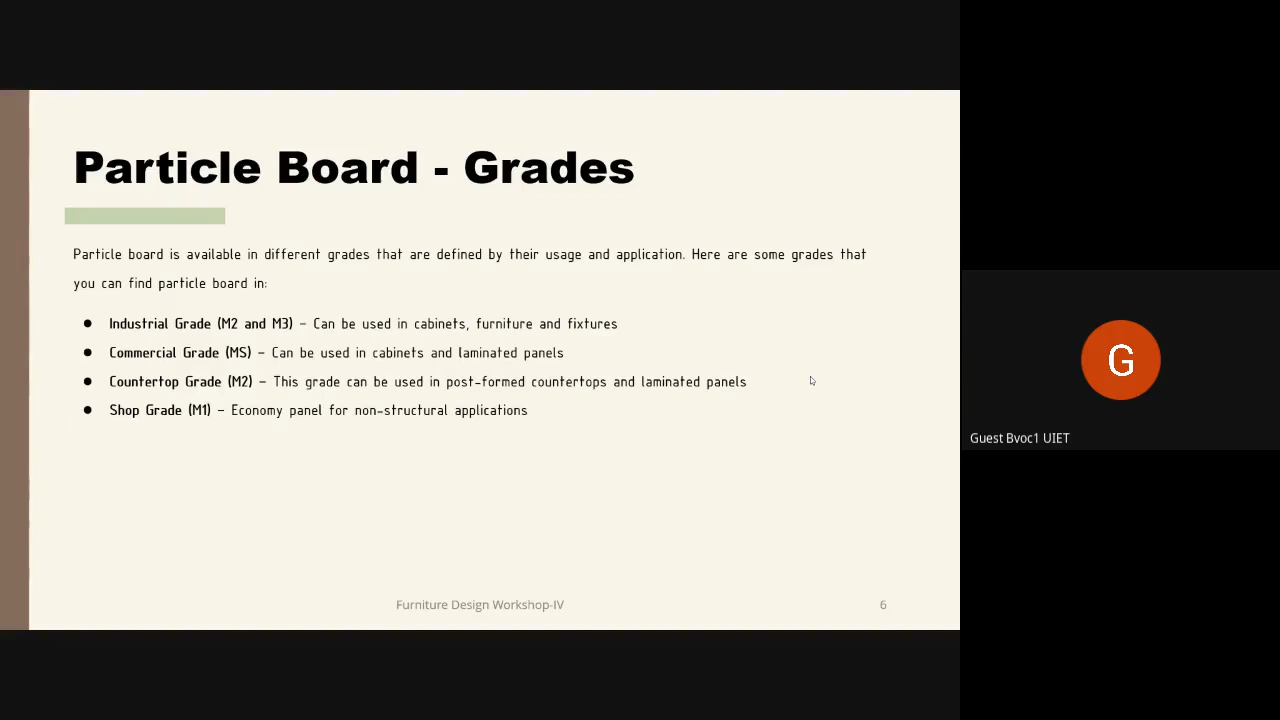 Particle Board - Grades
Particle board is available in different grades that are defined by their usage and application. Here are some grades that
you can find particle board in:
● Industrial Grade (M2 and M3) – Can be used in cabinets, furniture and fixtures
● Commercial Grade (MS) – Can be used in cabinets and laminated panels
● Countertop Grade (M2) – This grade can be used in post-formed countertops and laminated panels
● Shop Grade (M1) – Economy panel for non-structural applications
Furniture Design Workshop-IV
6
G
Guest Bvoc1 UIET